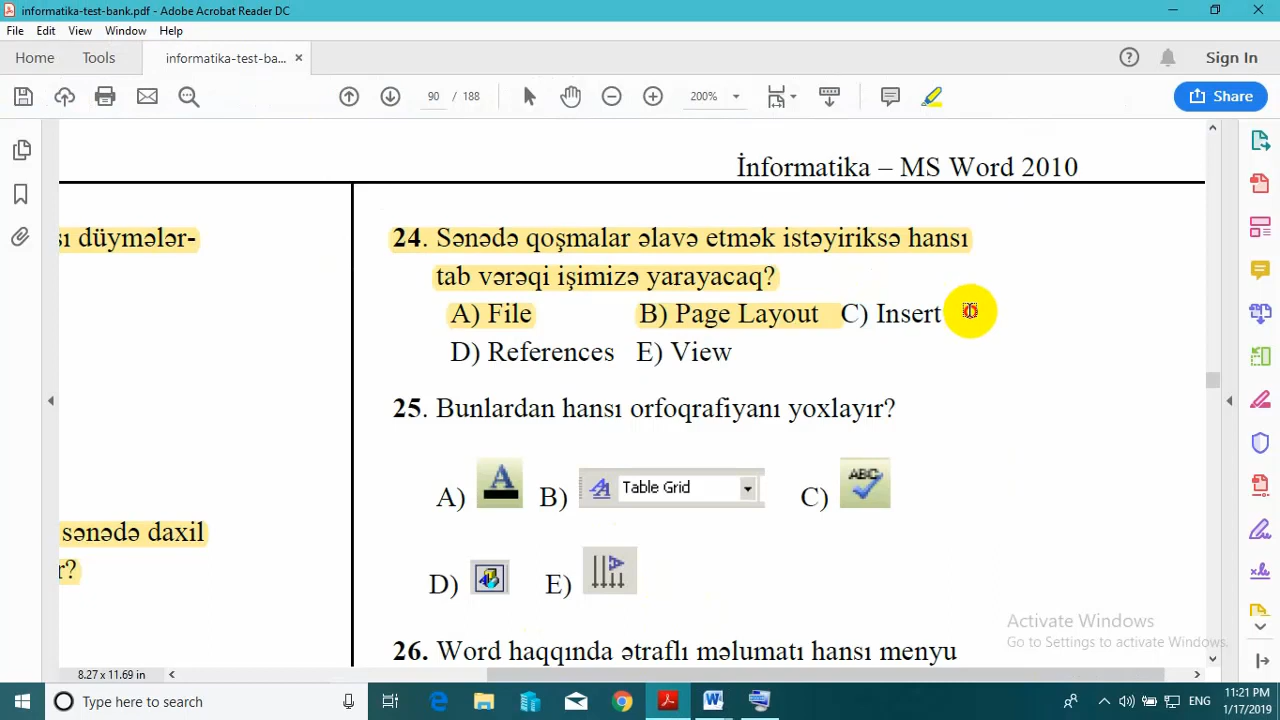 informatika-test-bank.pdf - Adobe Acrobat Reader DC
File Edit View Window Help
Home Tools informatika-test-ba... × Sign In
90 / 188 200% Share
İnformatika – MS Word 2010
sı düymələr-
sənədə daxil
r?
24. Sənədə qoşmalar əlavə etmək istəyiriksə hansı
tab vərəqi işimizə yarayacaq?
A) File B) Page Layout C) Insert
D) References E) View
25. Bunlardan hansı orfoqrafiyanı yoxlayır?
A) A B) Table Grid C) ABC
D) E)
26. Word haqqında ətraflı məlumatı hansı menyu
Activate Windows
Go to Settings to activate Windows.
8.27 x 11.69 in
Type here to search ENG 11:21 PM
1/17/2019